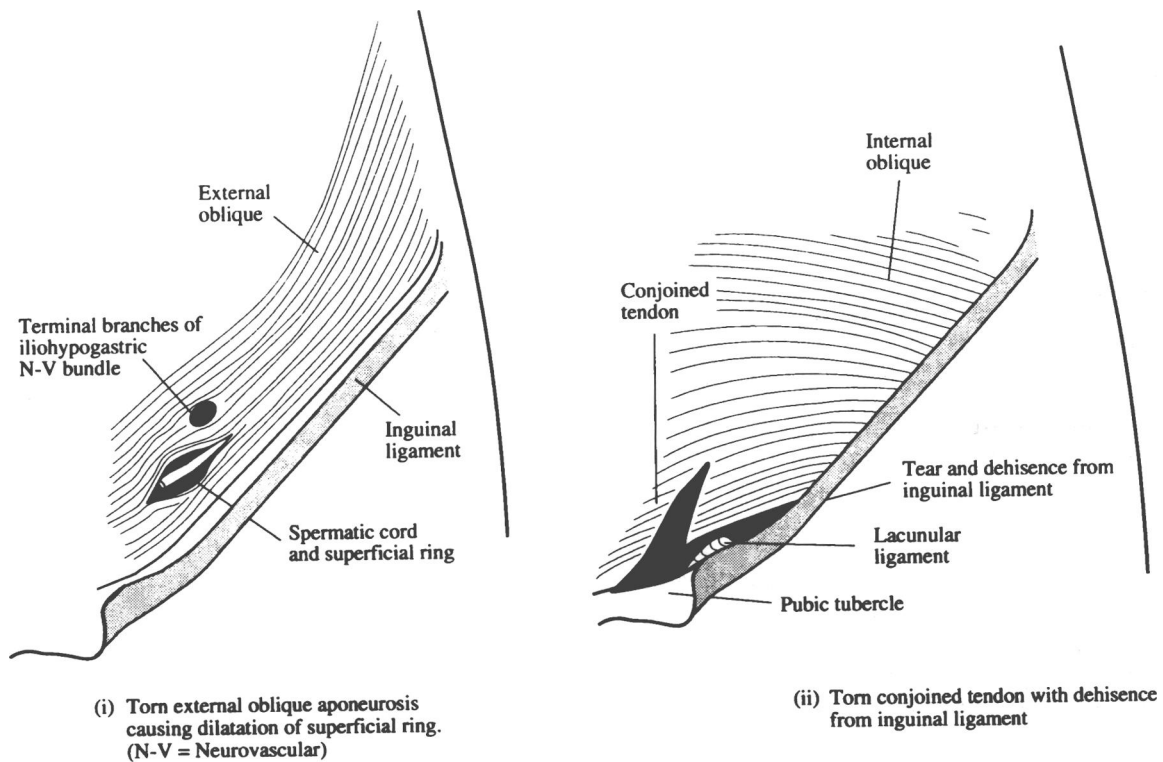 External
oblique
Terminal branches of
iliohypogastric
N-V bundle
Inguinal
ligament
Spermatic cord
and superficial ring
(i) Torn external oblique aponeurosis
causing dilatation of superficial ring.
(N-V = Neurovascular)
Internal
oblique
Conjoined
tendon
Tear and dehisence from
inguinal ligament
Lacunular
ligament
Pubic tubercle
(ii) Torn conjoined tendon with dehisence
from inguinal ligament